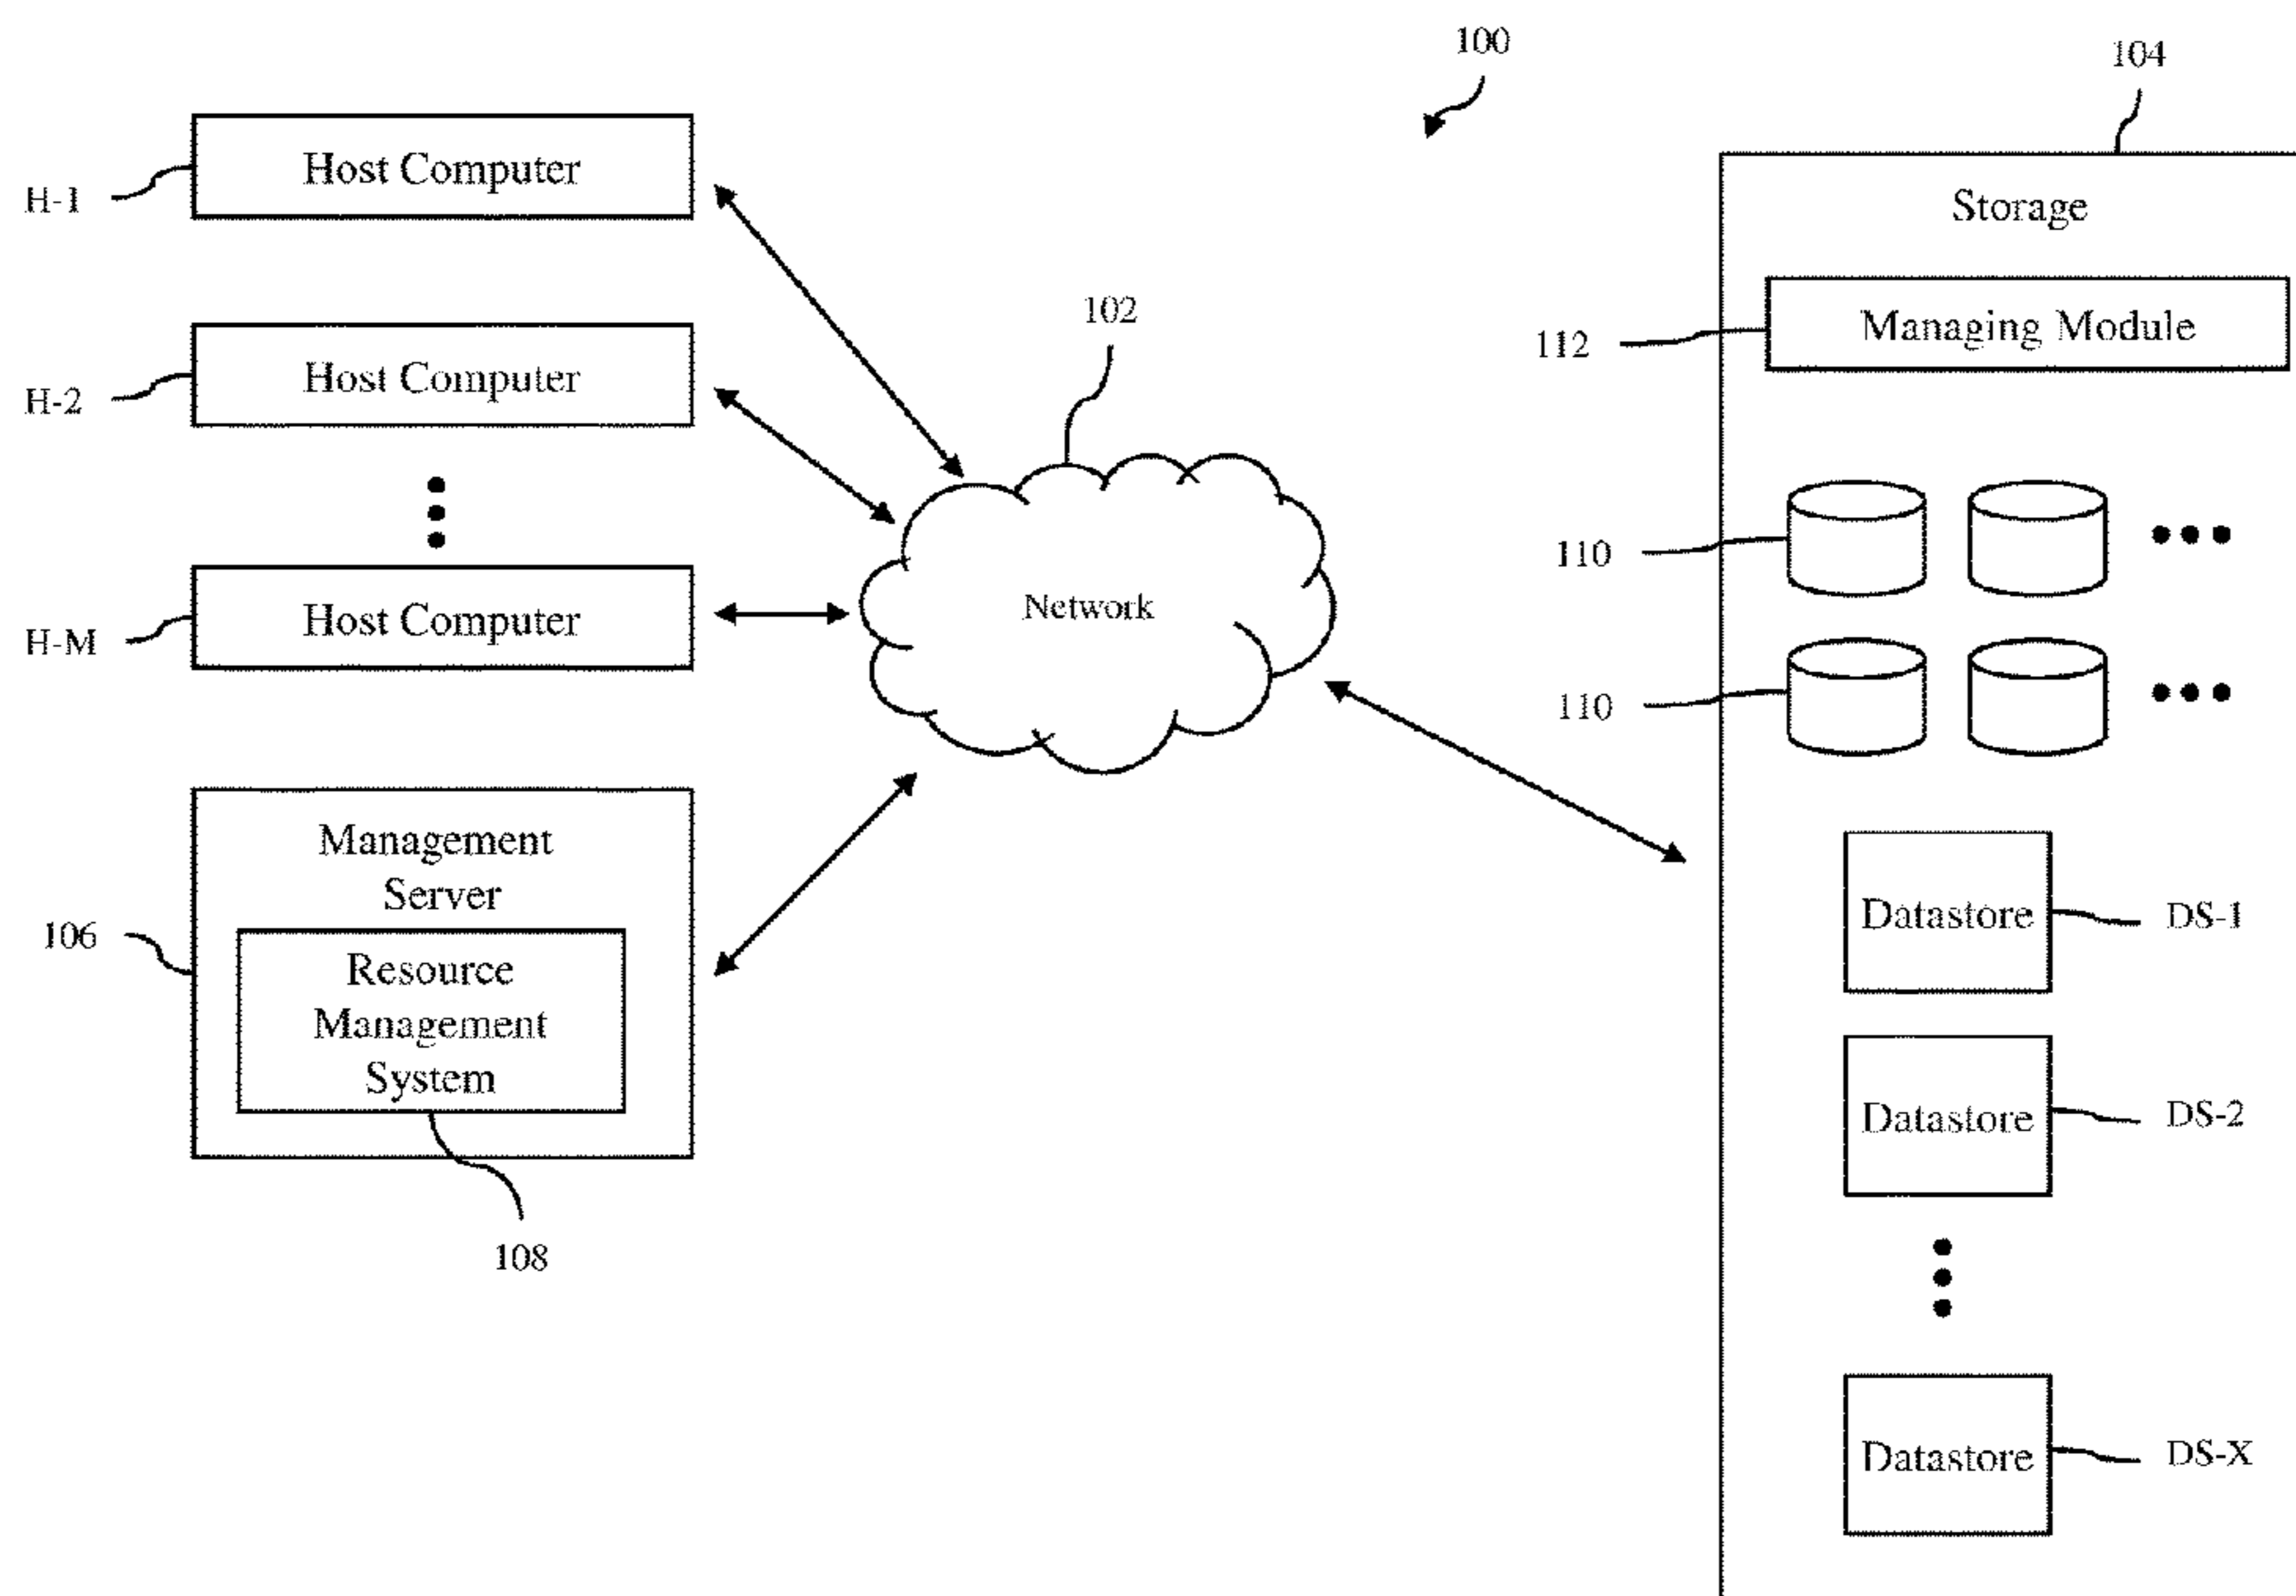 100
104
Host Computer
H-1
Storage
Managing Module
112
102
Host Computer
H-2
110
Network
Host Computer
H-M
110
Management
Server
106
Resource
Management
System
108
Datastore
DS-1
Datastore
DS-2
Datastore
DS-X